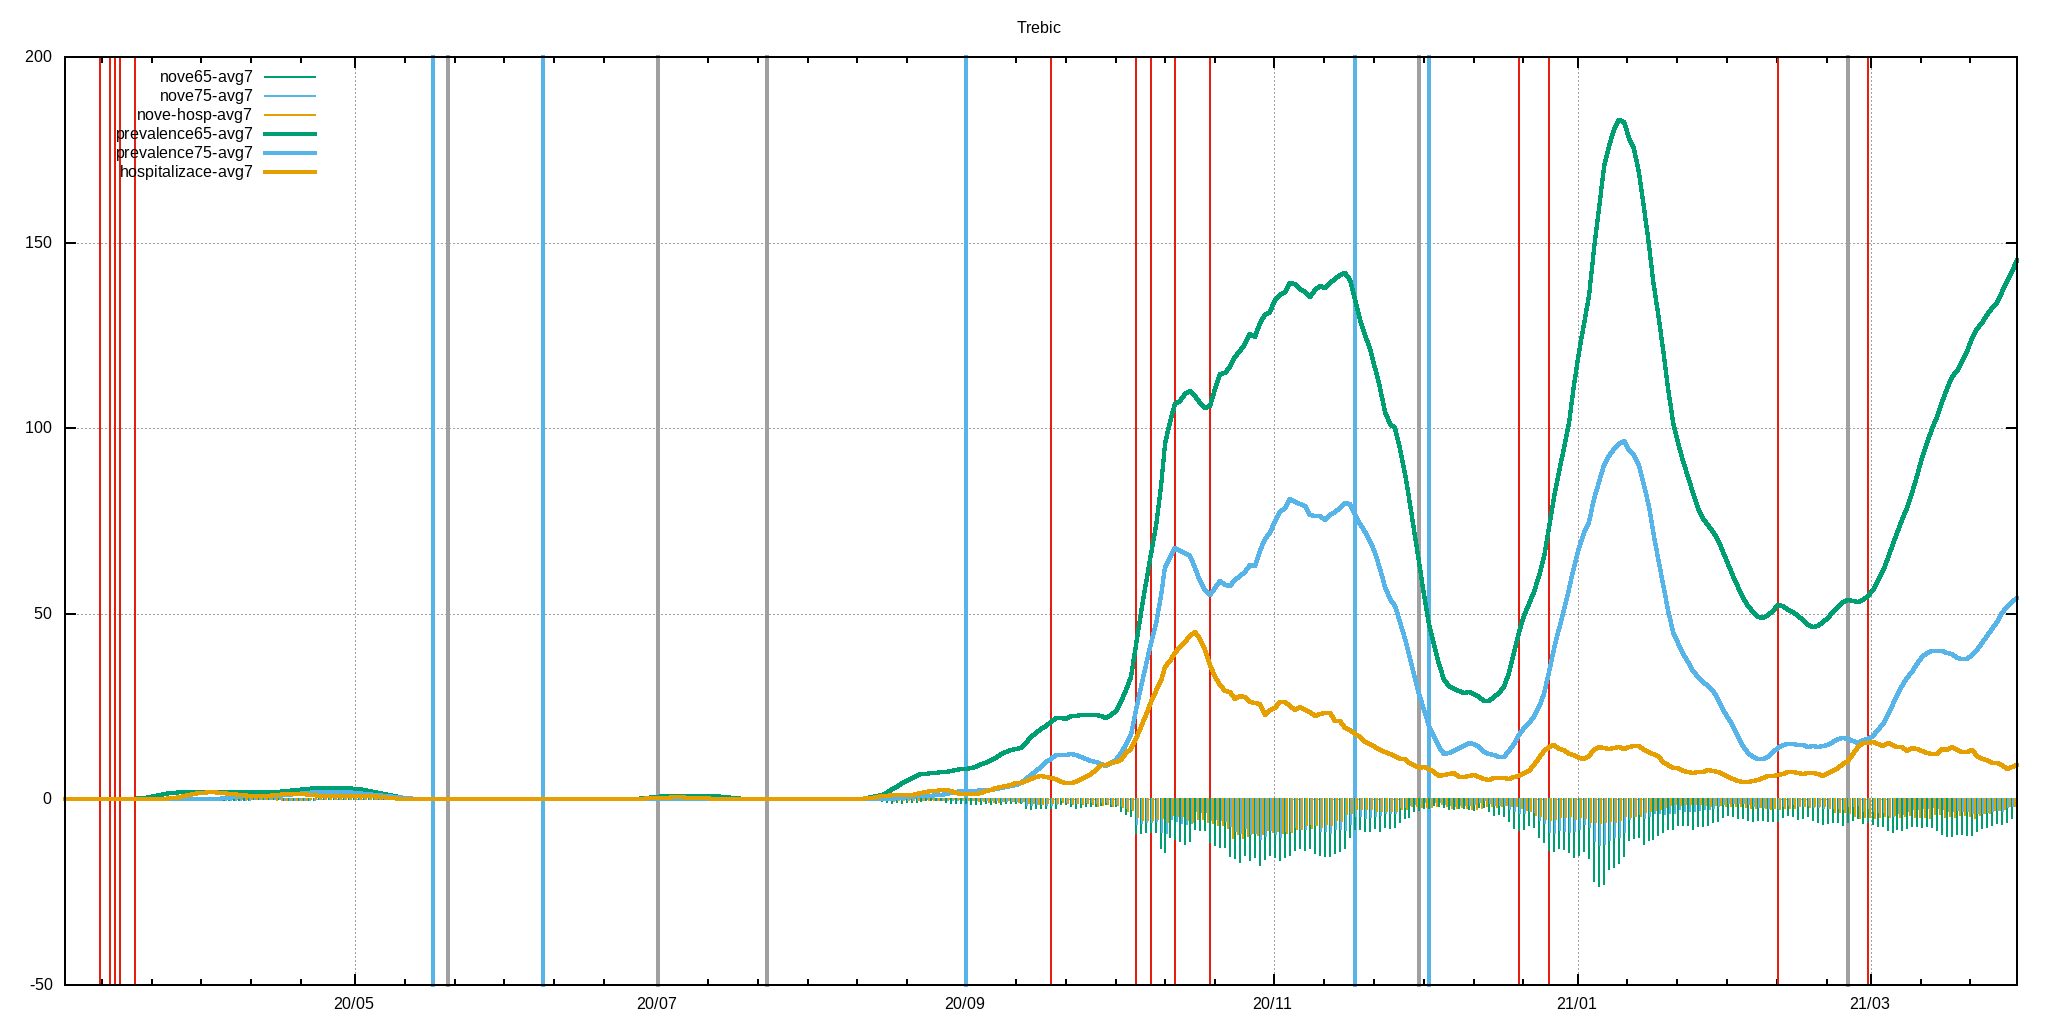 Trebic
200
nove65-avg7
nove75-avg7
nove-hosp-avg7
prevalence65-avg7
prevalence75-avg7
hospitalizace-avg7
150
100
50
0
-50
20/05
20/07
20/09
20/11
21/01
21/03